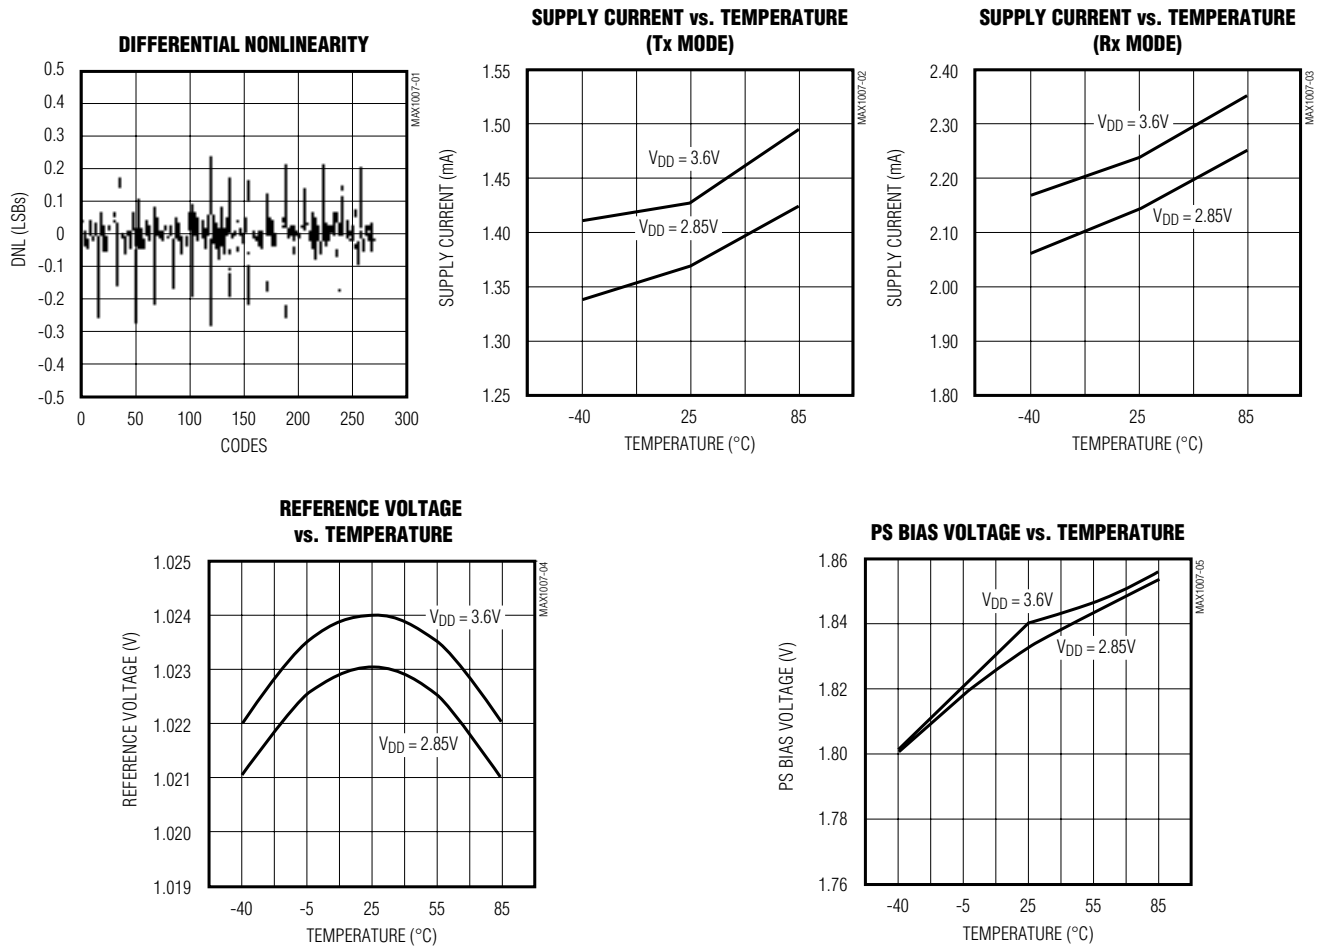 DIFFERENTIAL NONLINEARITY
0.5
0.4
0.3
0.2
0.1
0
-0.1
-0.2
-0.3
-0.4
-0.5
DNL (LSBs)
0 50 100 150 200 250 300
CODES
MAX1007-01
SUPPLY CURRENT vs. TEMPERATURE
(Tx MODE)
1.55
1.50
1.45
1.40
1.35
1.30
1.25
SUPPLY CURRENT (mA)
VDD = 3.6V
VDD = 2.85V
-40 25 85
TEMPERATURE (°C)
MAX1007-02
SUPPLY CURRENT vs. TEMPERATURE
(Rx MODE)
2.40
2.30
2.20
2.10
2.00
1.90
1.80
SUPPLY CURRENT (mA)
VDD = 3.6V
VDD = 2.85V
-40 25 85
TEMPERATURE (°C)
MAX1007-03
REFERENCE VOLTAGE
vs. TEMPERATURE
1.025
1.024
1.023
1.022
1.021
1.020
1.019
REFERENCE VOLTAGE (V)
VDD = 3.6V
VDD = 2.85V
-40 -5 25 55 85
TEMPERATURE (°C)
MAX1007-04
PS BIAS VOLTAGE vs. TEMPERATURE
1.86
1.84
1.82
1.80
1.78
1.76
PS BIAS VOLTAGE (V)
VDD = 3.6V
VDD = 2.85V
-40 -5 25 55 85
TEMPERATURE (°C)
MAX1007-05